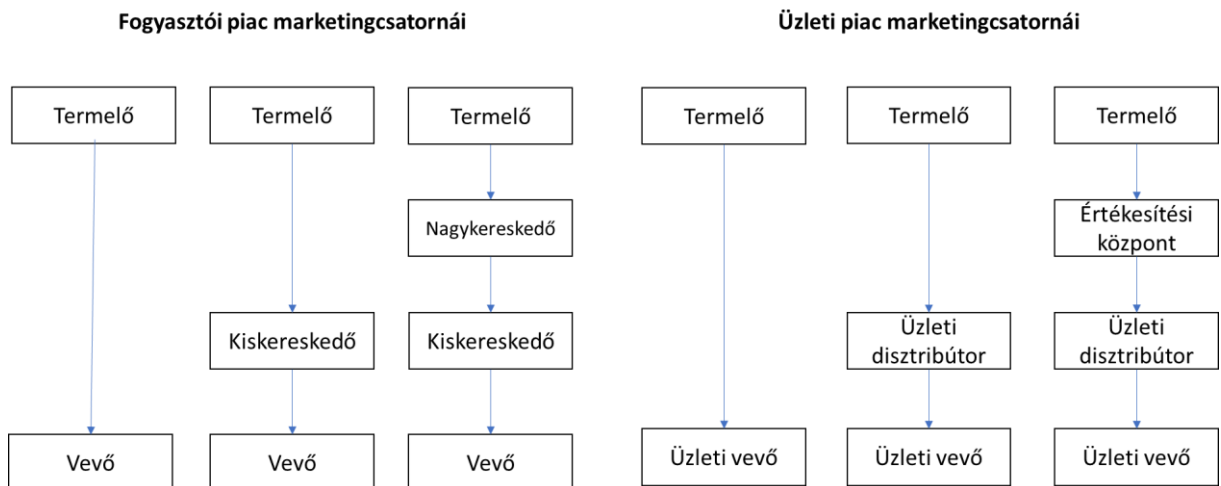 Fogyasztói piac marketingcsatornái
Üzleti piac marketingcsatornái
Termelő
Termelő
Termelő
Termelő
Termelő
Termelő
Nagykereskedő
Értékesítési
központ
Kiskereskedő
Kiskereskedő
Üzleti
disztribútor
Üzleti
disztribútor
Vevő
Vevő
Vevő
Üzleti vevő
Üzleti vevő
Üzleti vevő